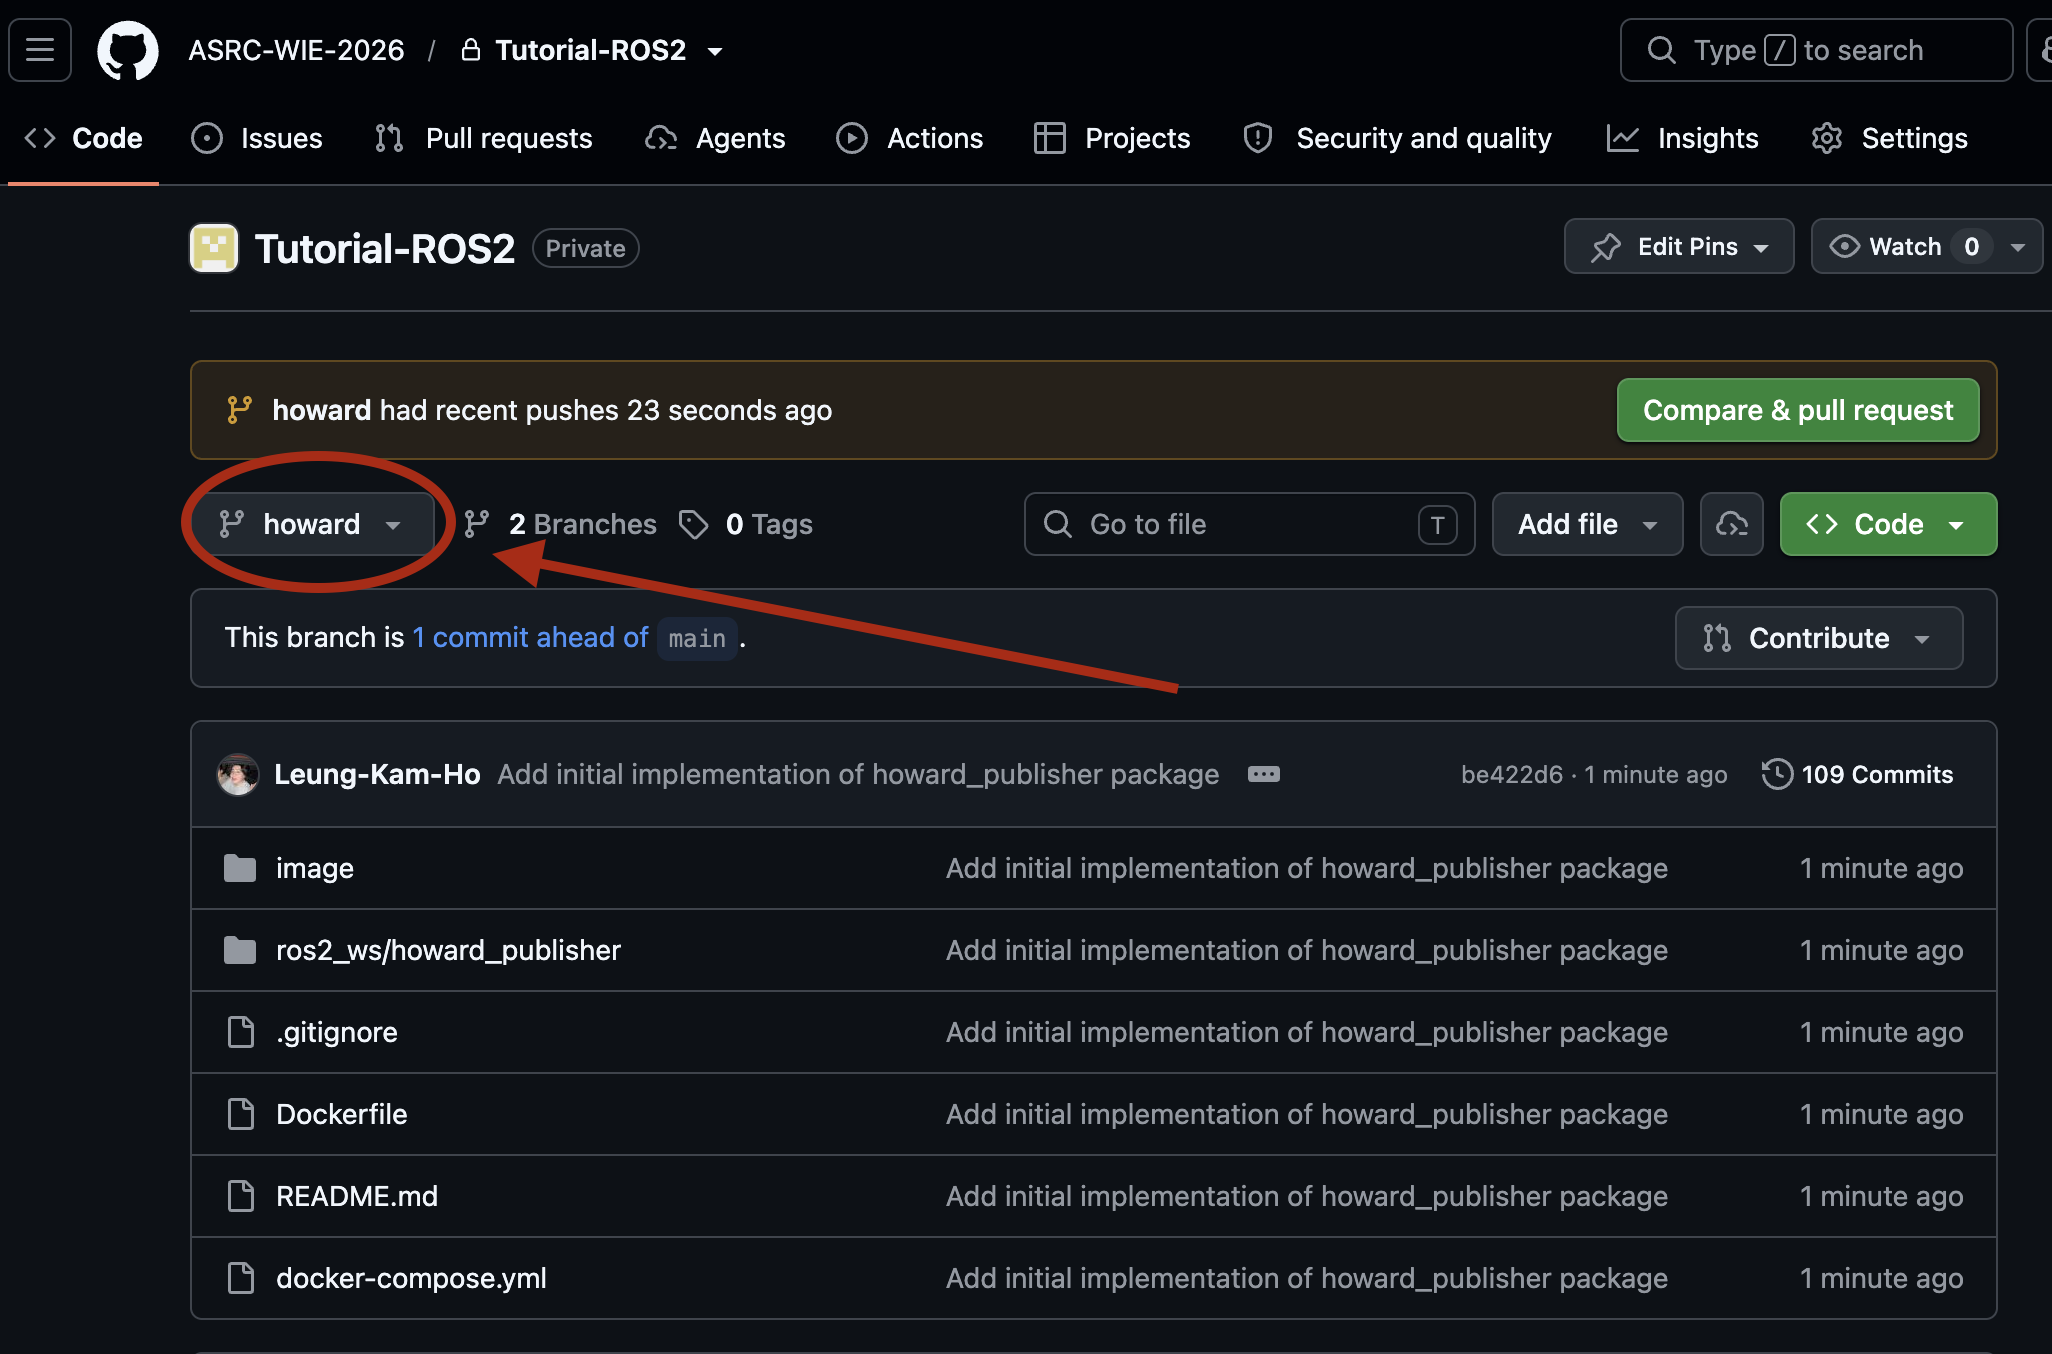 ASRC-WIE-2026 / Tutorial-ROS2
Type / to search
Code Issues Pull requests Agents Actions Projects Security and quality Insights Settings
Tutorial-ROS2 Private
Edit Pins Watch 0
howard had recent pushes 23 seconds ago
Compare & pull request
howard 2 Branches 0 Tags
Go to file T Add file Code
This branch is 1 commit ahead of main .
Contribute
Leung-Kam-Ho Add initial implementation of howard_publisher package be422d6 · 1 minute ago 109 Commits
image Add initial implementation of howard_publisher package 1 minute ago
ros2_ws/howard_publisher Add initial implementation of howard_publisher package 1 minute ago
.gitignore Add initial implementation of howard_publisher package 1 minute ago
Dockerfile Add initial implementation of howard_publisher package 1 minute ago
README.md Add initial implementation of howard_publisher package 1 minute ago
docker-compose.yml Add initial implementation of howard_publisher package 1 minute ago